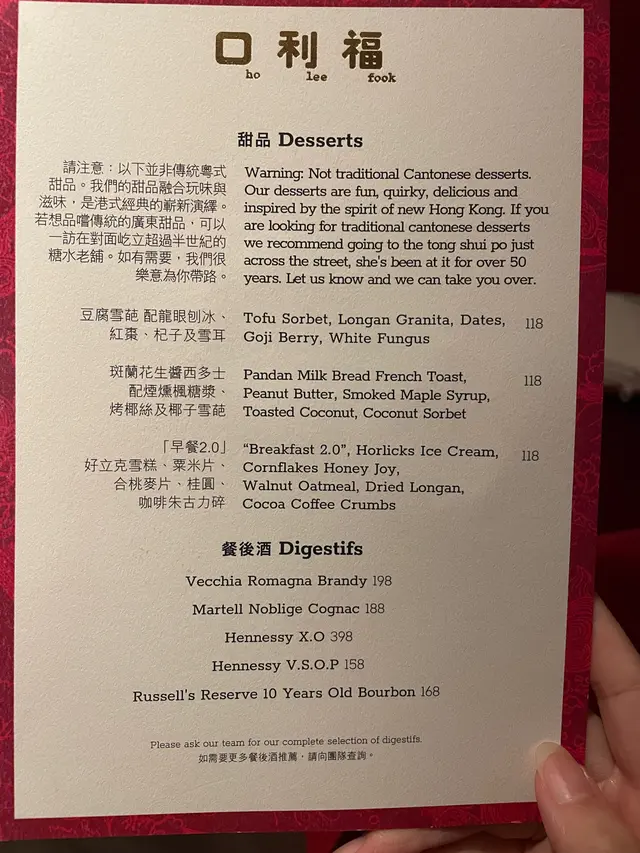 口利福
ho lee fook
甜品 Desserts
請注意：以下並非傳統粵式
甜品。我們的甜品融合玩味與
滋味，是港式經典的嶄新演繹。
若想品嚐傳統的廣東甜品，可以
一訪在對面屹立超過半世紀的
糖水老舖。如有需要，我們很
樂意為你帶路。
Warning: Not traditional Cantonese desserts.
Our desserts are fun, quirky, delicious and
inspired by the spirit of new Hong Kong. If you
are looking for traditional cantonese desserts
we recommend going to the tong shui po just
across the street, she's been at it for over 50
years. Let us know and we can take you over.
豆腐雪葩 配龍眼刨冰、
紅棗、杞子及雪耳
Tofu Sorbet, Longan Granita, Dates,
Goji Berry, White Fungus
118
斑蘭花生醬西多士
配煙燻楓糖漿、
烤椰絲及椰子雪葩
Pandan Milk Bread French Toast,
Peanut Butter, Smoked Maple Syrup,
Toasted Coconut, Coconut Sorbet
118
「早餐2.0」
好立克雪糕、粟米片、
合桃麥片、桂圓、
咖啡朱古力碎
“Breakfast 2.0”, Horlicks Ice Cream,
Cornflakes Honey Joy,
Walnut Oatmeal, Dried Longan,
Cocoa Coffee Crumbs
118
餐後酒 Digestifs
Vecchia Romagna Brandy 198
Martell Noblige Cognac 188
Hennessy X.O 398
Hennessy V.S.O.P 158
Russell's Reserve 10 Years Old Bourbon 168
Please ask our team for our complete selection of digestifs.
如需要更多餐後酒推薦，請向團隊查詢。